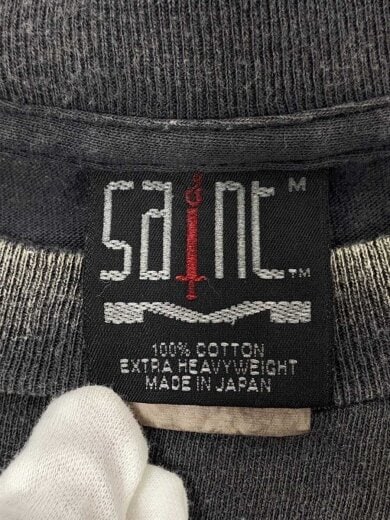 saint M
™
100% COTTON
EXTRA HEAVYWEIGHT
MADE IN JAPAN